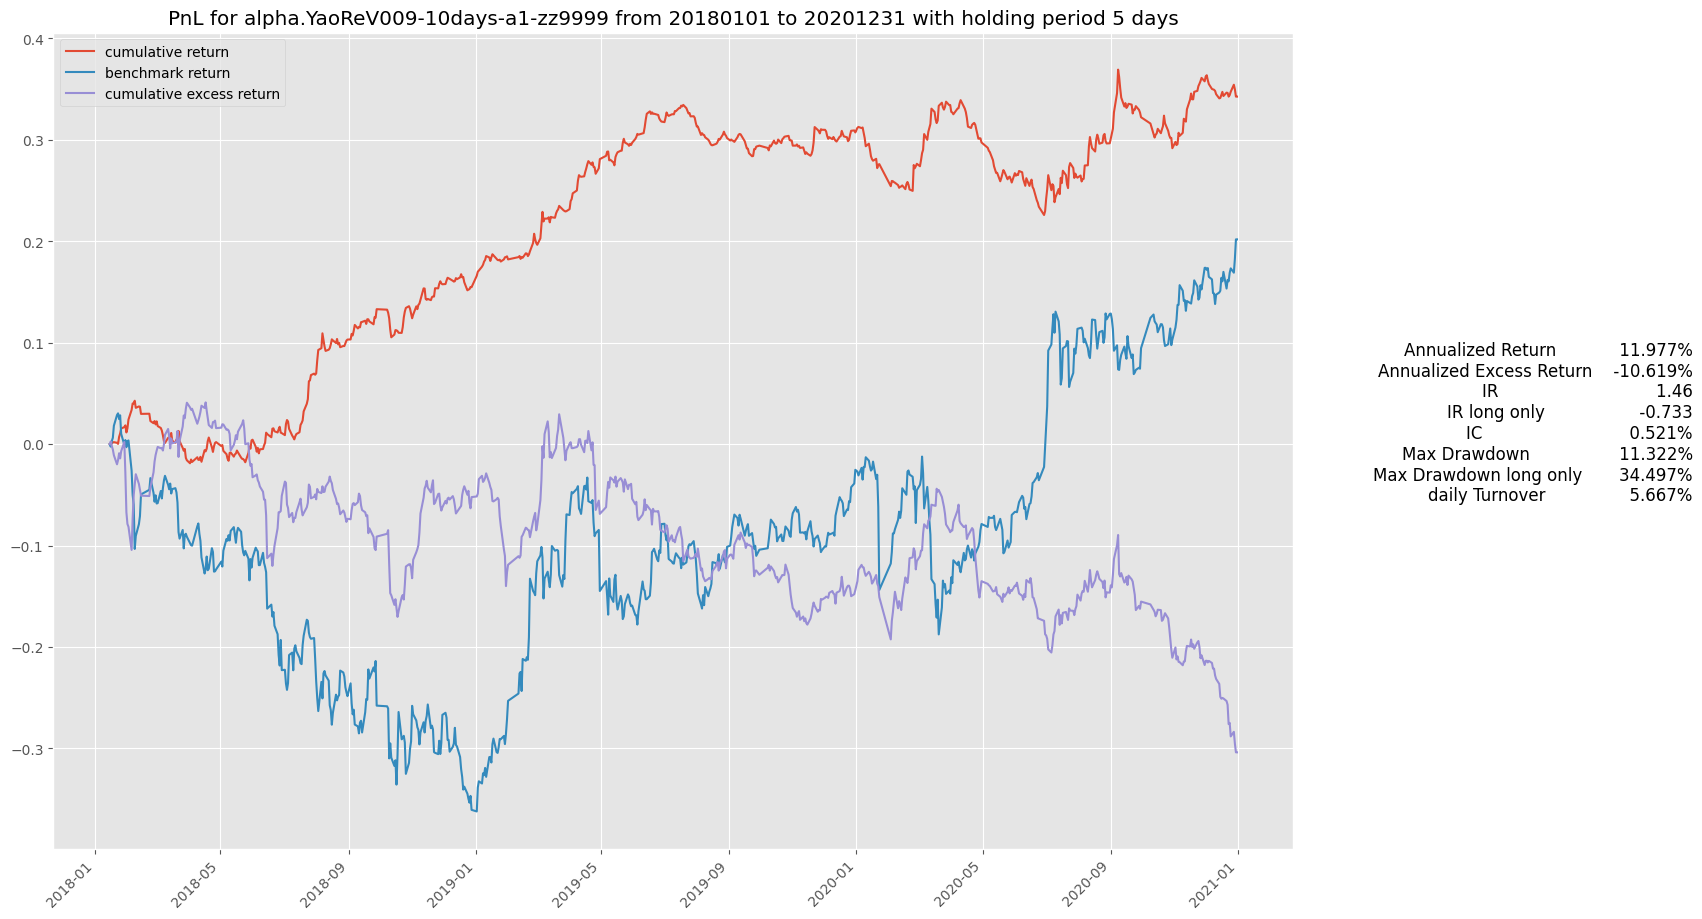 PnL for alpha.YaoReV009-10days-a1-zz9999 from 20180101 to 20201231 with holding period 5 days
cumulative return
benchmark return
cumulative excess return
0.4
0.3
0.2
0.1
0.0
−0.1
−0.2
−0.3
2018-01
2018-05
2018-09
2019-01
2019-05
2019-09
2020-01
2020-05
2020-09
2021-01
Annualized Return 11.977%
Annualized Excess Return -10.619%
IR 1.46
IR long only -0.733
IC 0.521%
Max Drawdown 11.322%
Max Drawdown long only 34.497%
daily Turnover 5.667%